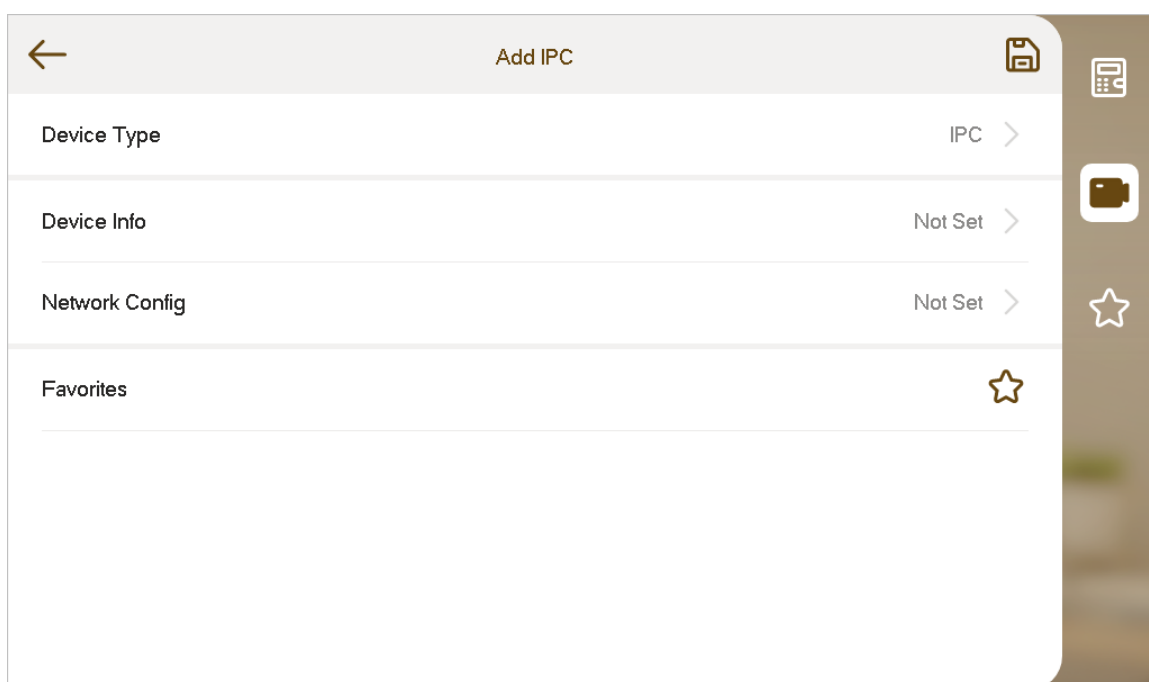 Add IPC
Device Type IPC
Device Info Not Set
Network Config Not Set
Favorites